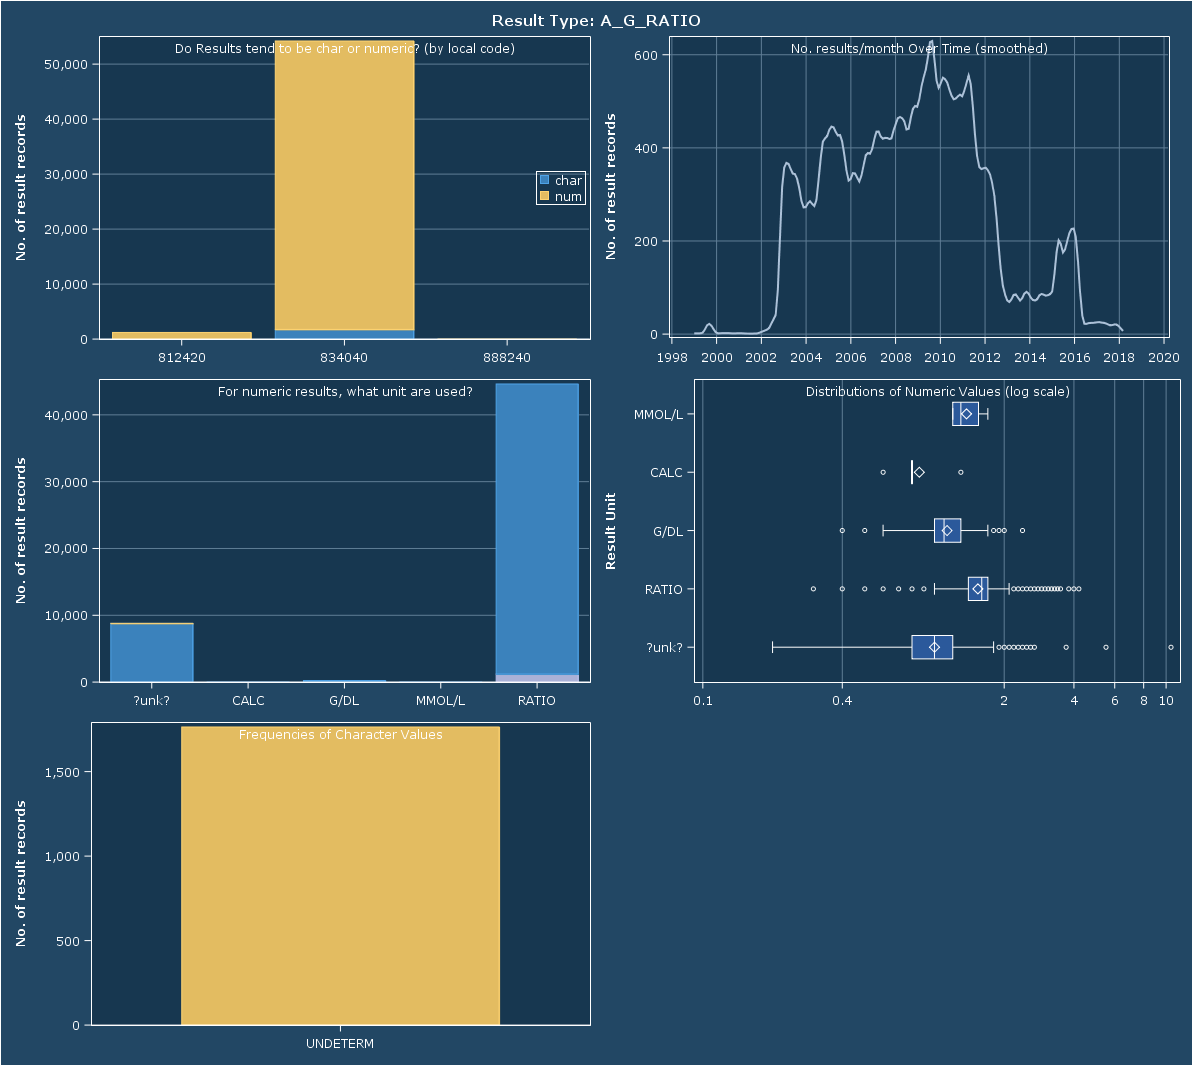 Result Type: A_G_RATIO
Do Results tend to be char or numeric? (by local code)
No. of result records
50,000
40,000
30,000
20,000
10,000
0
char
num
812420
834040
888240
No. results/month Over Time (smoothed)
No. of result records
600
400
200
0
1998 2000 2002 2004 2006 2008 2010 2012 2014 2016 2018 2020
For numeric results, what unit are used?
No. of result records
40,000
30,000
20,000
10,000
0
?unk?
CALC
G/DL
MMOL/L
RATIO
Distributions of Numeric Values (log scale)
Result Unit
MMOL/L
CALC
G/DL
RATIO
?unk?
0.1 0.4 2 4 6 8 10
Frequencies of Character Values
No. of result records
1,500
1,000
500
0
UNDETERM